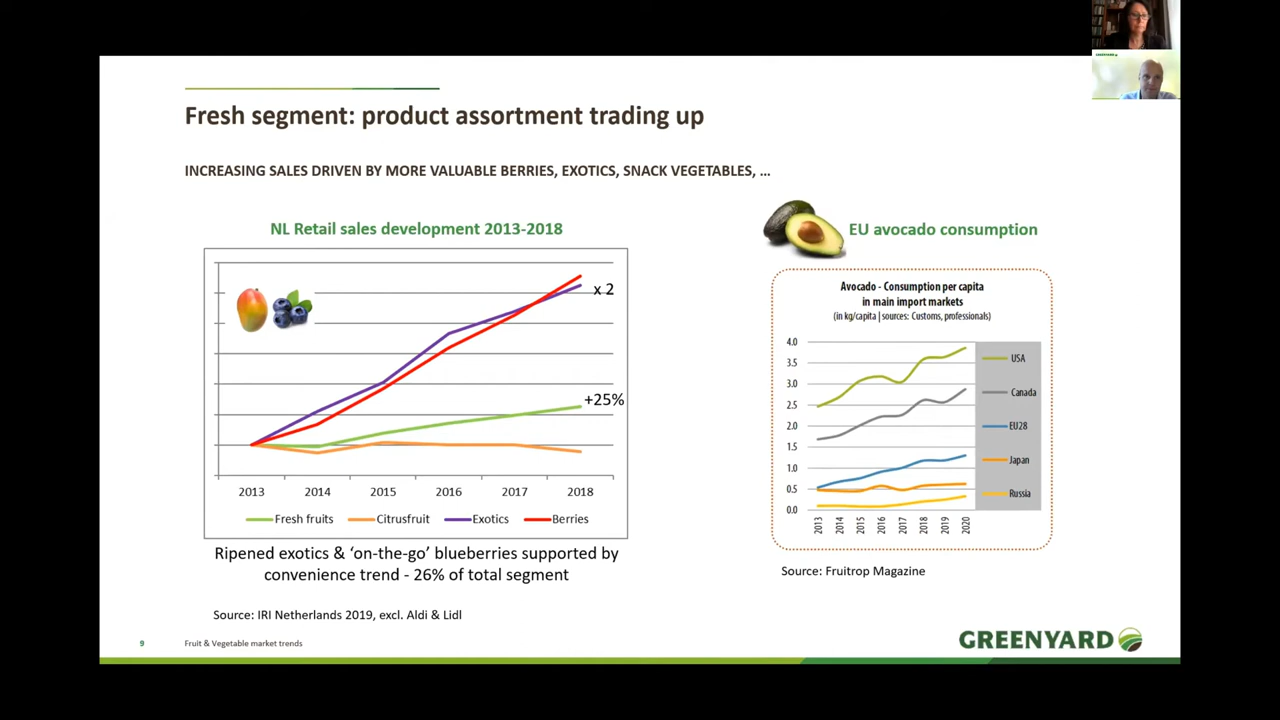 Fresh segment: product assortment trading up
INCREASING SALES DRIVEN BY MORE VALUABLE BERRIES, EXOTICS, SNACK VEGETABLES, ...
NL Retail sales development 2013-2018
x 2
+25%
2013 2014 2015 2016 2017 2018
Fresh fruits Citrusfruit Exotics Berries
Ripened exotics & ‘on-the-go’ blueberries supported by
convenience trend - 26% of total segment
Source: IRI Netherlands 2019, excl. Aldi & Lidl
EU avocado consumption
Avocado - Consumption per capita
in main import markets
(in kg/capita | sources: Customs, professionals)
4.0
3.5
3.0
2.5
2.0
1.5
1.0
0.5
0.0
2013 2014 2015 2016 2017 2018 2019 2020
USA
Canada
EU28
Japan
Russia
Source: Fruitrop Magazine
9 Fruit & Vegetable market trends
GREENYARD
GREENYARD